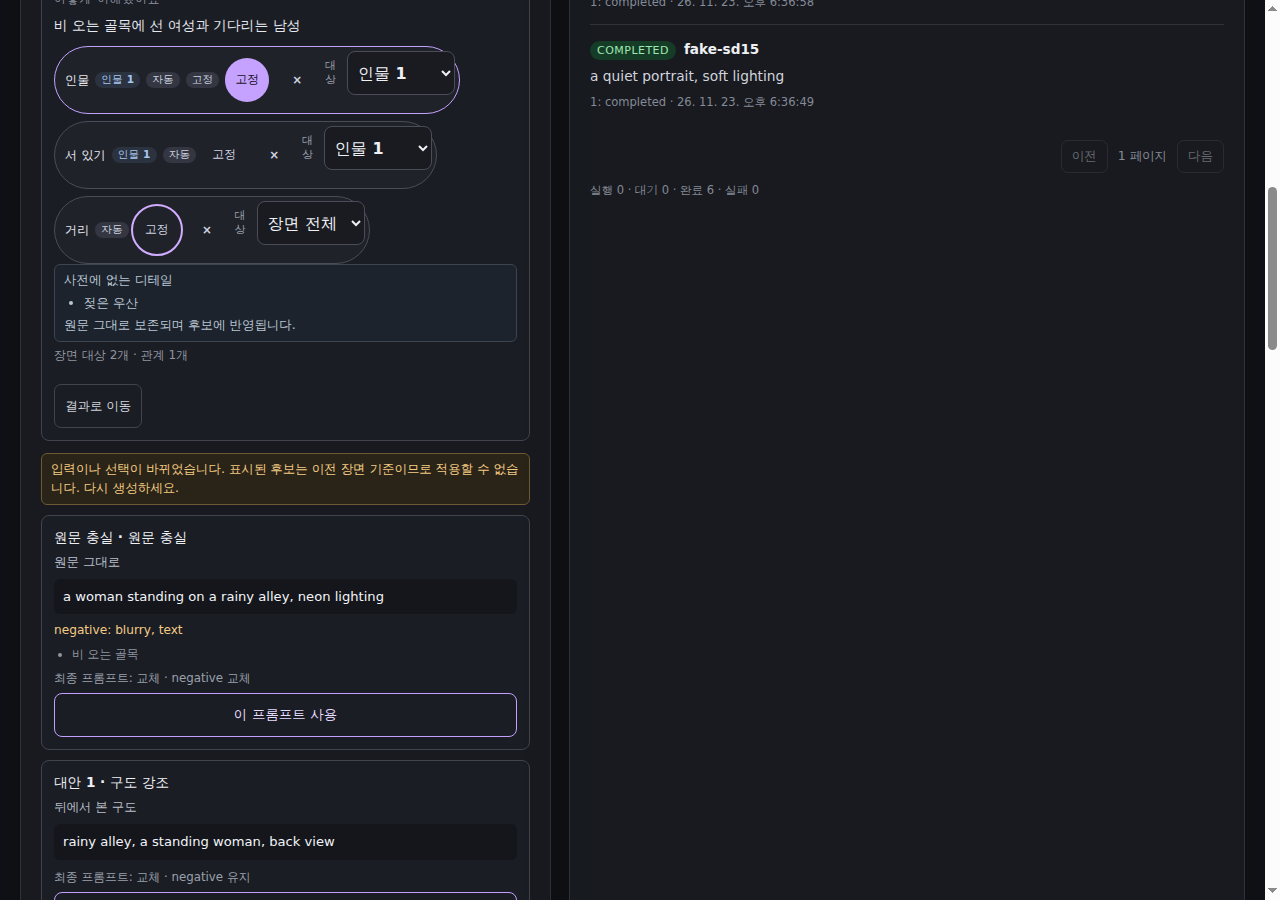 비 오는 골목에 선 여성과 기다리는 남성
인물 인물 1 자동 고정 고정 × 대상 인물 1
서 있기 인물 1 자동 고정 × 대상 인물 1
거리 자동 고정 × 대상 장면 전체
사전에 없는 디테일
• 젖은 우산
원문 그대로 보존되며 후보에 반영됩니다.
장면 대상 2개 · 관계 1개
결과로 이동
입력이나 선택이 바뀌었습니다. 표시된 후보는 이전 장면 기준이므로 적용할 수 없습
니다. 다시 생성하세요.
원문 충실 · 원문 충실
원문 그대로
a woman standing on a rainy alley, neon lighting
negative: blurry, text
• 비 오는 골목
최종 프롬프트: 교체 · negative 교체
이 프롬프트 사용
대안 1 · 구도 강조
뒤에서 본 구도
rainy alley, a standing woman, back view
최종 프롬프트: 교체 · negative 유지
1: completed · 26. 11. 23. 오후 6:36:58
COMPLETED fake-sd15
a quiet portrait, soft lighting
1: completed · 26. 11. 23. 오후 6:36:49
이전 1 페이지 다음
실행 0 · 대기 0 · 완료 6 · 실패 0